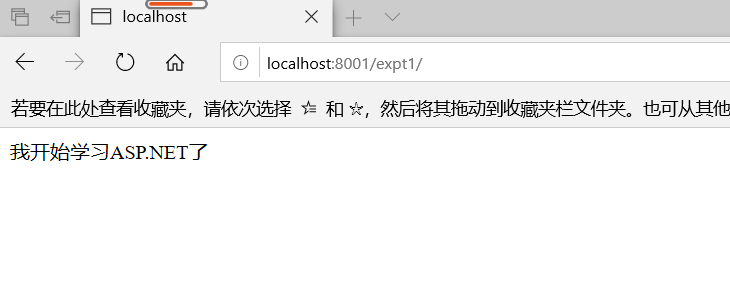 localhost
localhost:8001/expt1/
若要在此处查看收藏夹，请依次选择 和 ，然后将其拖动到收藏夹栏文件夹。也可从其他
我开始学习ASP.NET了